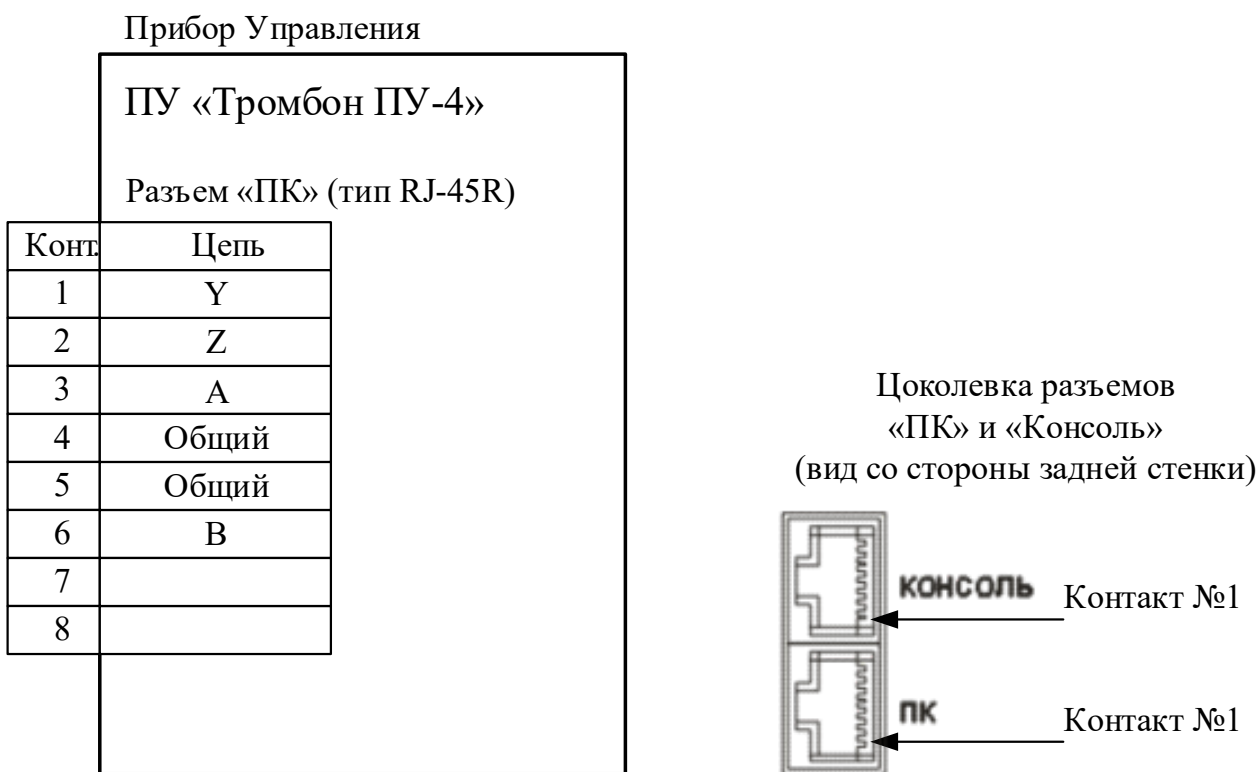 Прибор Управления
ПУ «Тромбон ПУ-4»
Разъем «ПК» (тип RJ-45R)
Конт. Цепь
1 Y
2 Z
3 A
4 Общий
5 Общий
6 B
7
8
Цоколевка разъемов
«ПК» и «Консоль»
(вид со стороны задней стенки)
КОНСОЛЬ Контакт №1
ПК Контакт №1